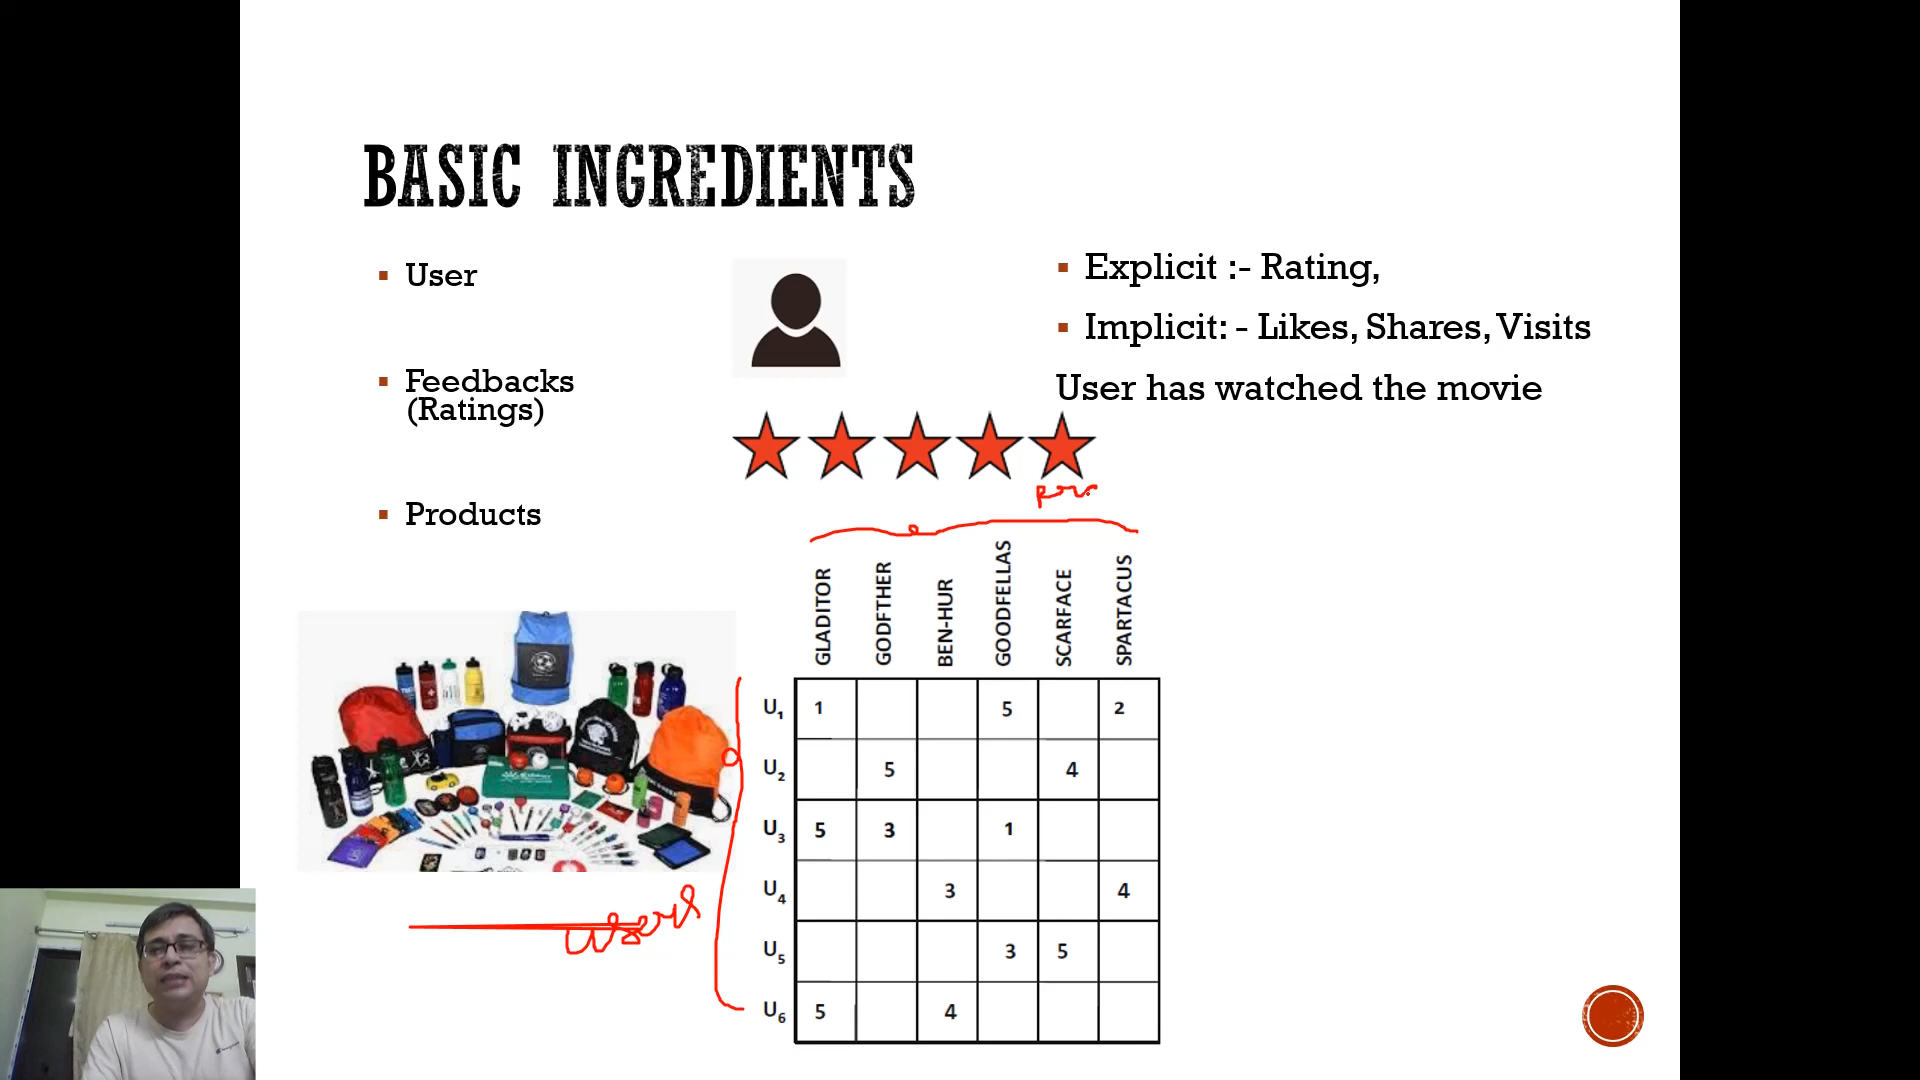 BASIC INGREDIENTS
▪ User
▪ Feedbacks
(Ratings)
▪ Products
▪ Explicit :- Rating,
▪ Implicit: - Likes, Shares, Visits
User has watched the movie
GLADITOR GODFTHER BEN-HUR GOODFELLAS SCARFACE SPARTACUS
U1 1 5 2
U2 5 4
U3 5 3 1
U4 3 4
U5 3 5
U6 5 4
users